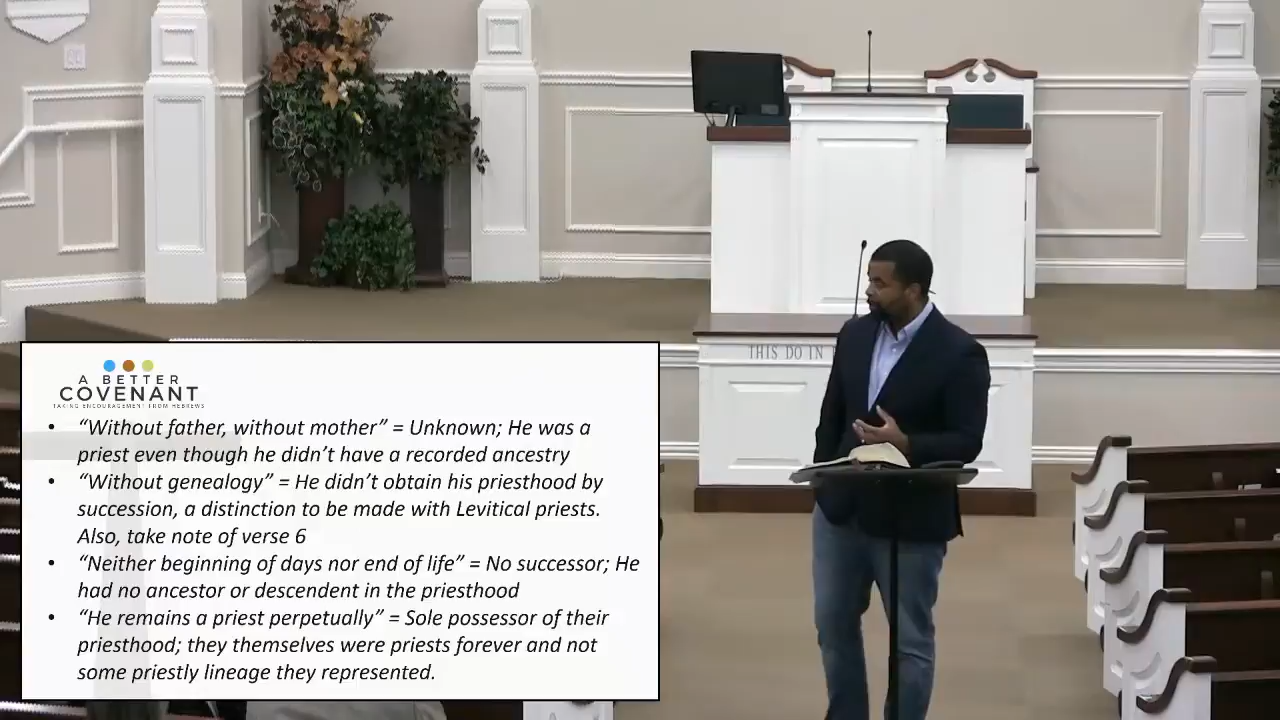 A BETTER
COVENANT
TAKING ENCOURAGEMENT FROM HEBREWS
• “Without father, without mother” = Unknown; He was a
priest even though he didn’t have a recorded ancestry
• “Without genealogy” = He didn’t obtain his priesthood by
succession, a distinction to be made with Levitical priests.
Also, take note of verse 6
• “Neither beginning of days nor end of life” = No successor; He
had no ancestor or descendent in the priesthood
• “He remains a priest perpetually” = Sole possessor of their
priesthood; they themselves were priests forever and not
some priestly lineage they represented.
THIS DO IN